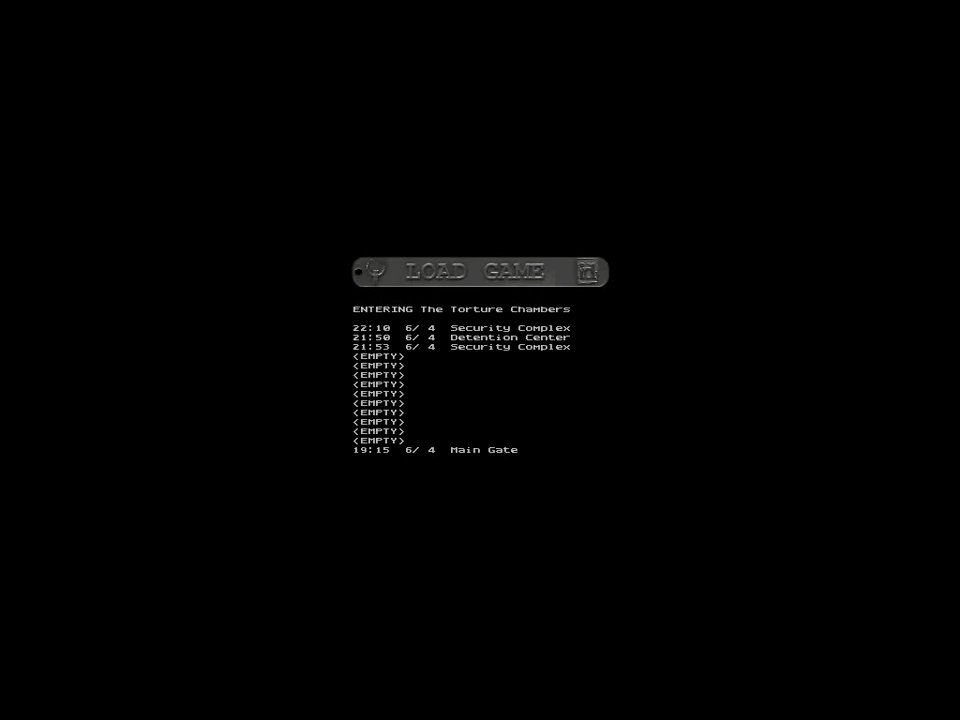 LOAD GAME
ENTERING The Torture Chambers
22:10 6/ 4 Security Complex
21:50 6/ 4 Detention Center
21:53 6/ 4 Security Complex
<EMPTY>
<EMPTY>
<EMPTY>
<EMPTY>
<EMPTY>
<EMPTY>
<EMPTY>
<EMPTY>
<EMPTY>
<EMPTY>
19:15 6/ 4 Main Gate